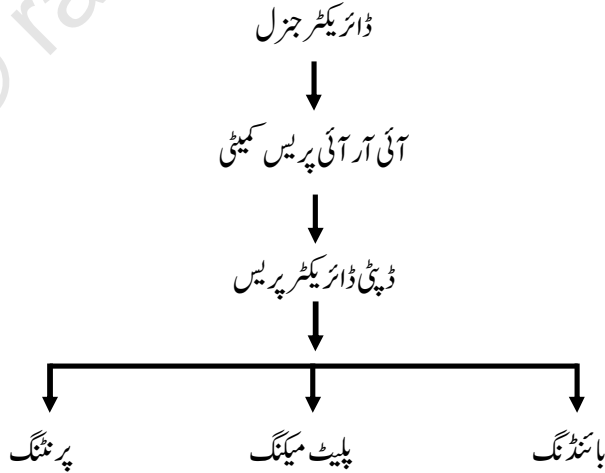 ڈائریکٹر جنرل
آئی آر آئی پریس کمیٹی
ڈپٹی ڈائریکٹر پریس
بائنڈنگ پلیٹ میکنگ پرنٹنگ